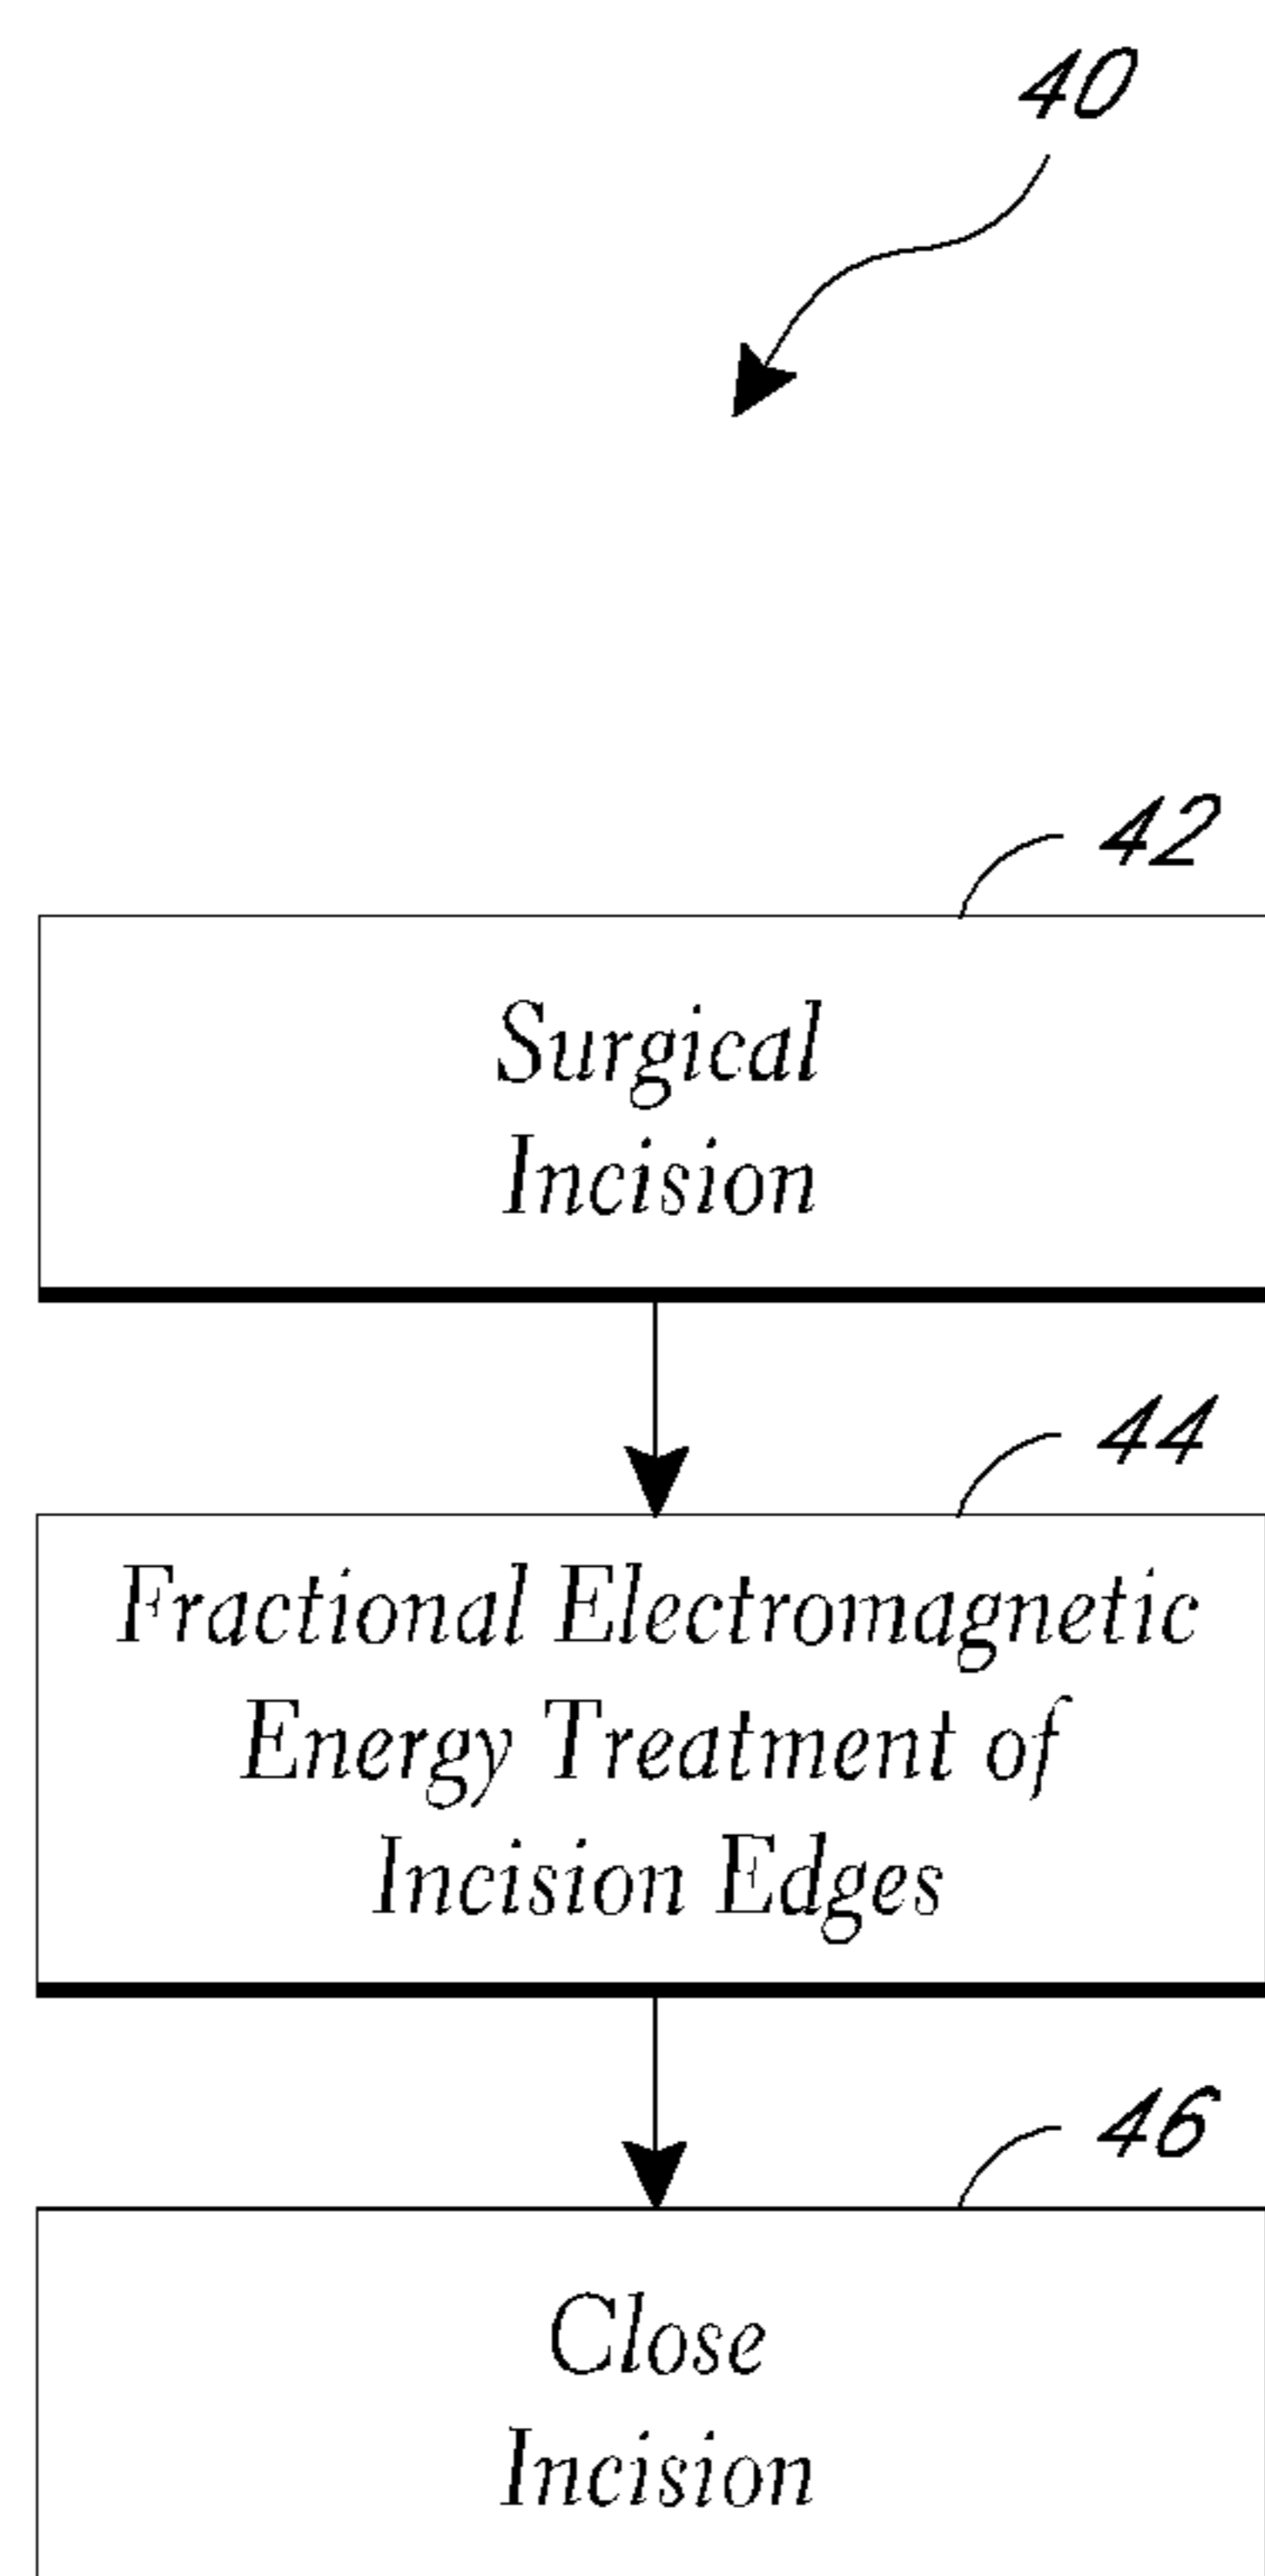 40
42
Surgical
Incision
44
Fractional Electromagnetic
Energy Treatment of
Incision Edges
46
Close
Incision